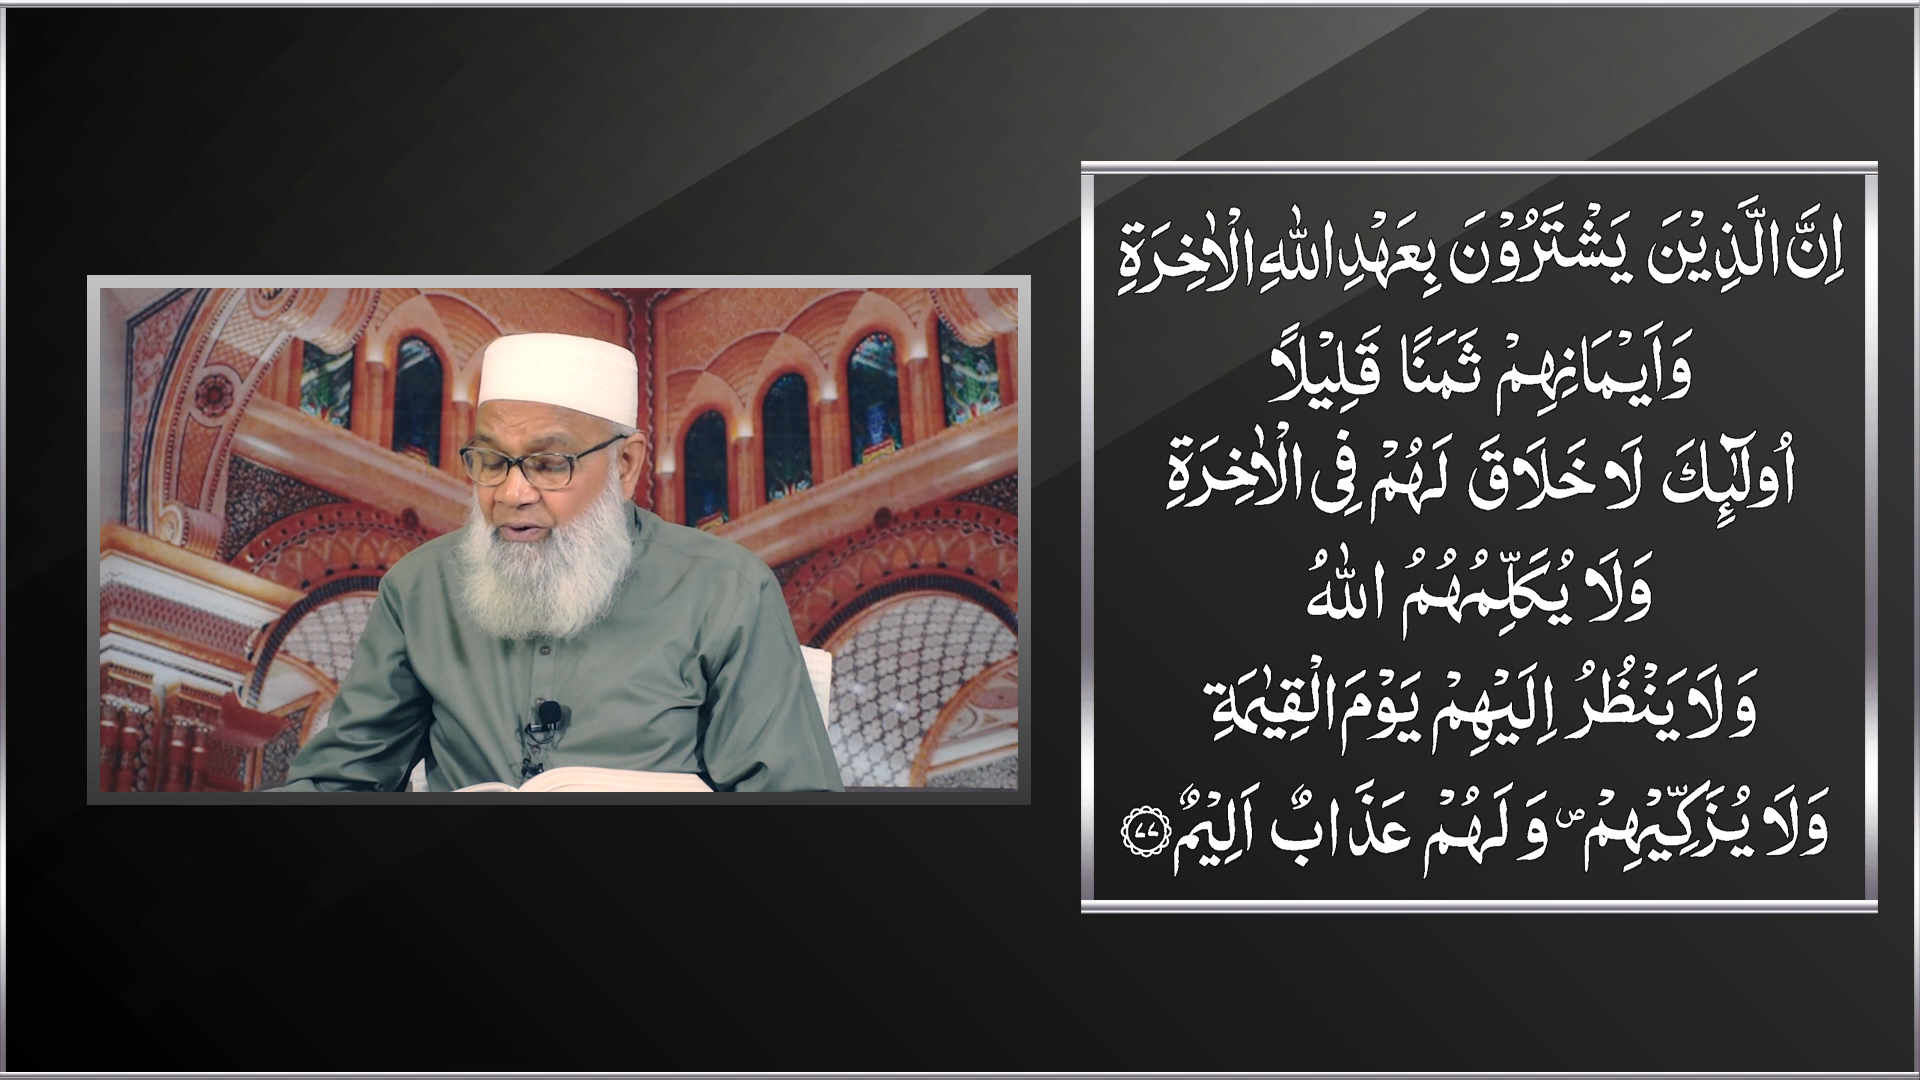 اِنَّ الَّذِيْنَ يَشْتَرُوْنَ بِعَهْدِ اللّٰهِ الْاٰخِرَةِ
وَاَيْمَانِهِمْ ثَمَنًا قَلِيْلًا
اُولٰٓئِكَ لَا خَلَاقَ لَهُمْ فِى الْاٰخِرَةِ
وَلَا يُكَلِّمُهُمُ اللّٰهُ
وَلَا يَنْظُرُ اِلَيْهِمْ يَوْمَ الْقِيٰمَةِ
وَلَا يُزَكِّيْهِمْ ۖ وَلَهُمْ عَذَابٌ اَلِيْمٌ ﴿۷۷﴾